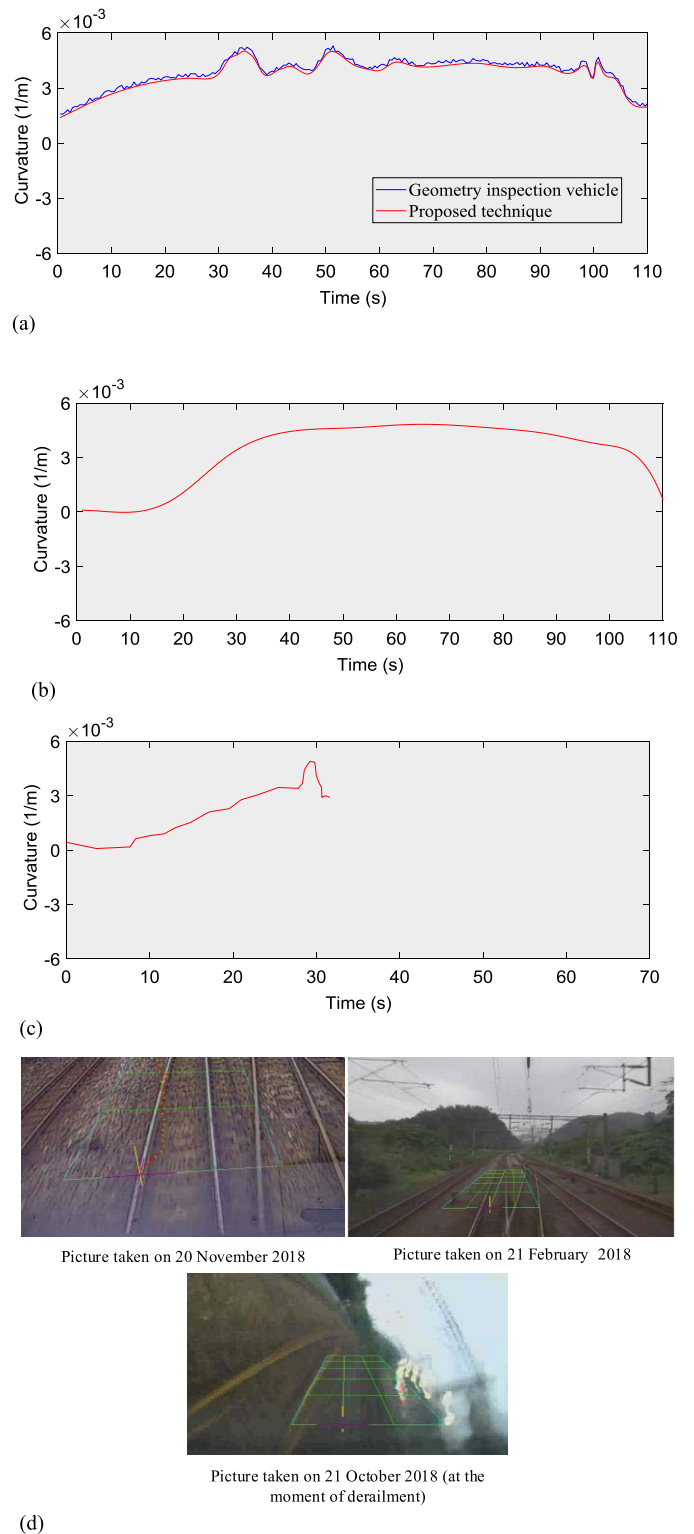 ×10-3
6
3
0
-3
-6
Curvature (1/m)
Geometry inspection vehicle
Proposed technique
0 10 20 30 40 50 60 70 80 90 100 110
Time (s)
(a)
×10-3
6
3
0
-3
-6
Curvature (1/m)
0 10 20 30 40 50 60 70 80 90 100 110
Time (s)
(b)
×10-3
6
3
0
-3
-6
Curvature (1/m)
0 10 20 30 40 50 60 70
Time (s)
(c)
Picture taken on 20 November 2018
Picture taken on 21 February 2018
Picture taken on 21 October 2018 (at the
moment of derailment)
(d)